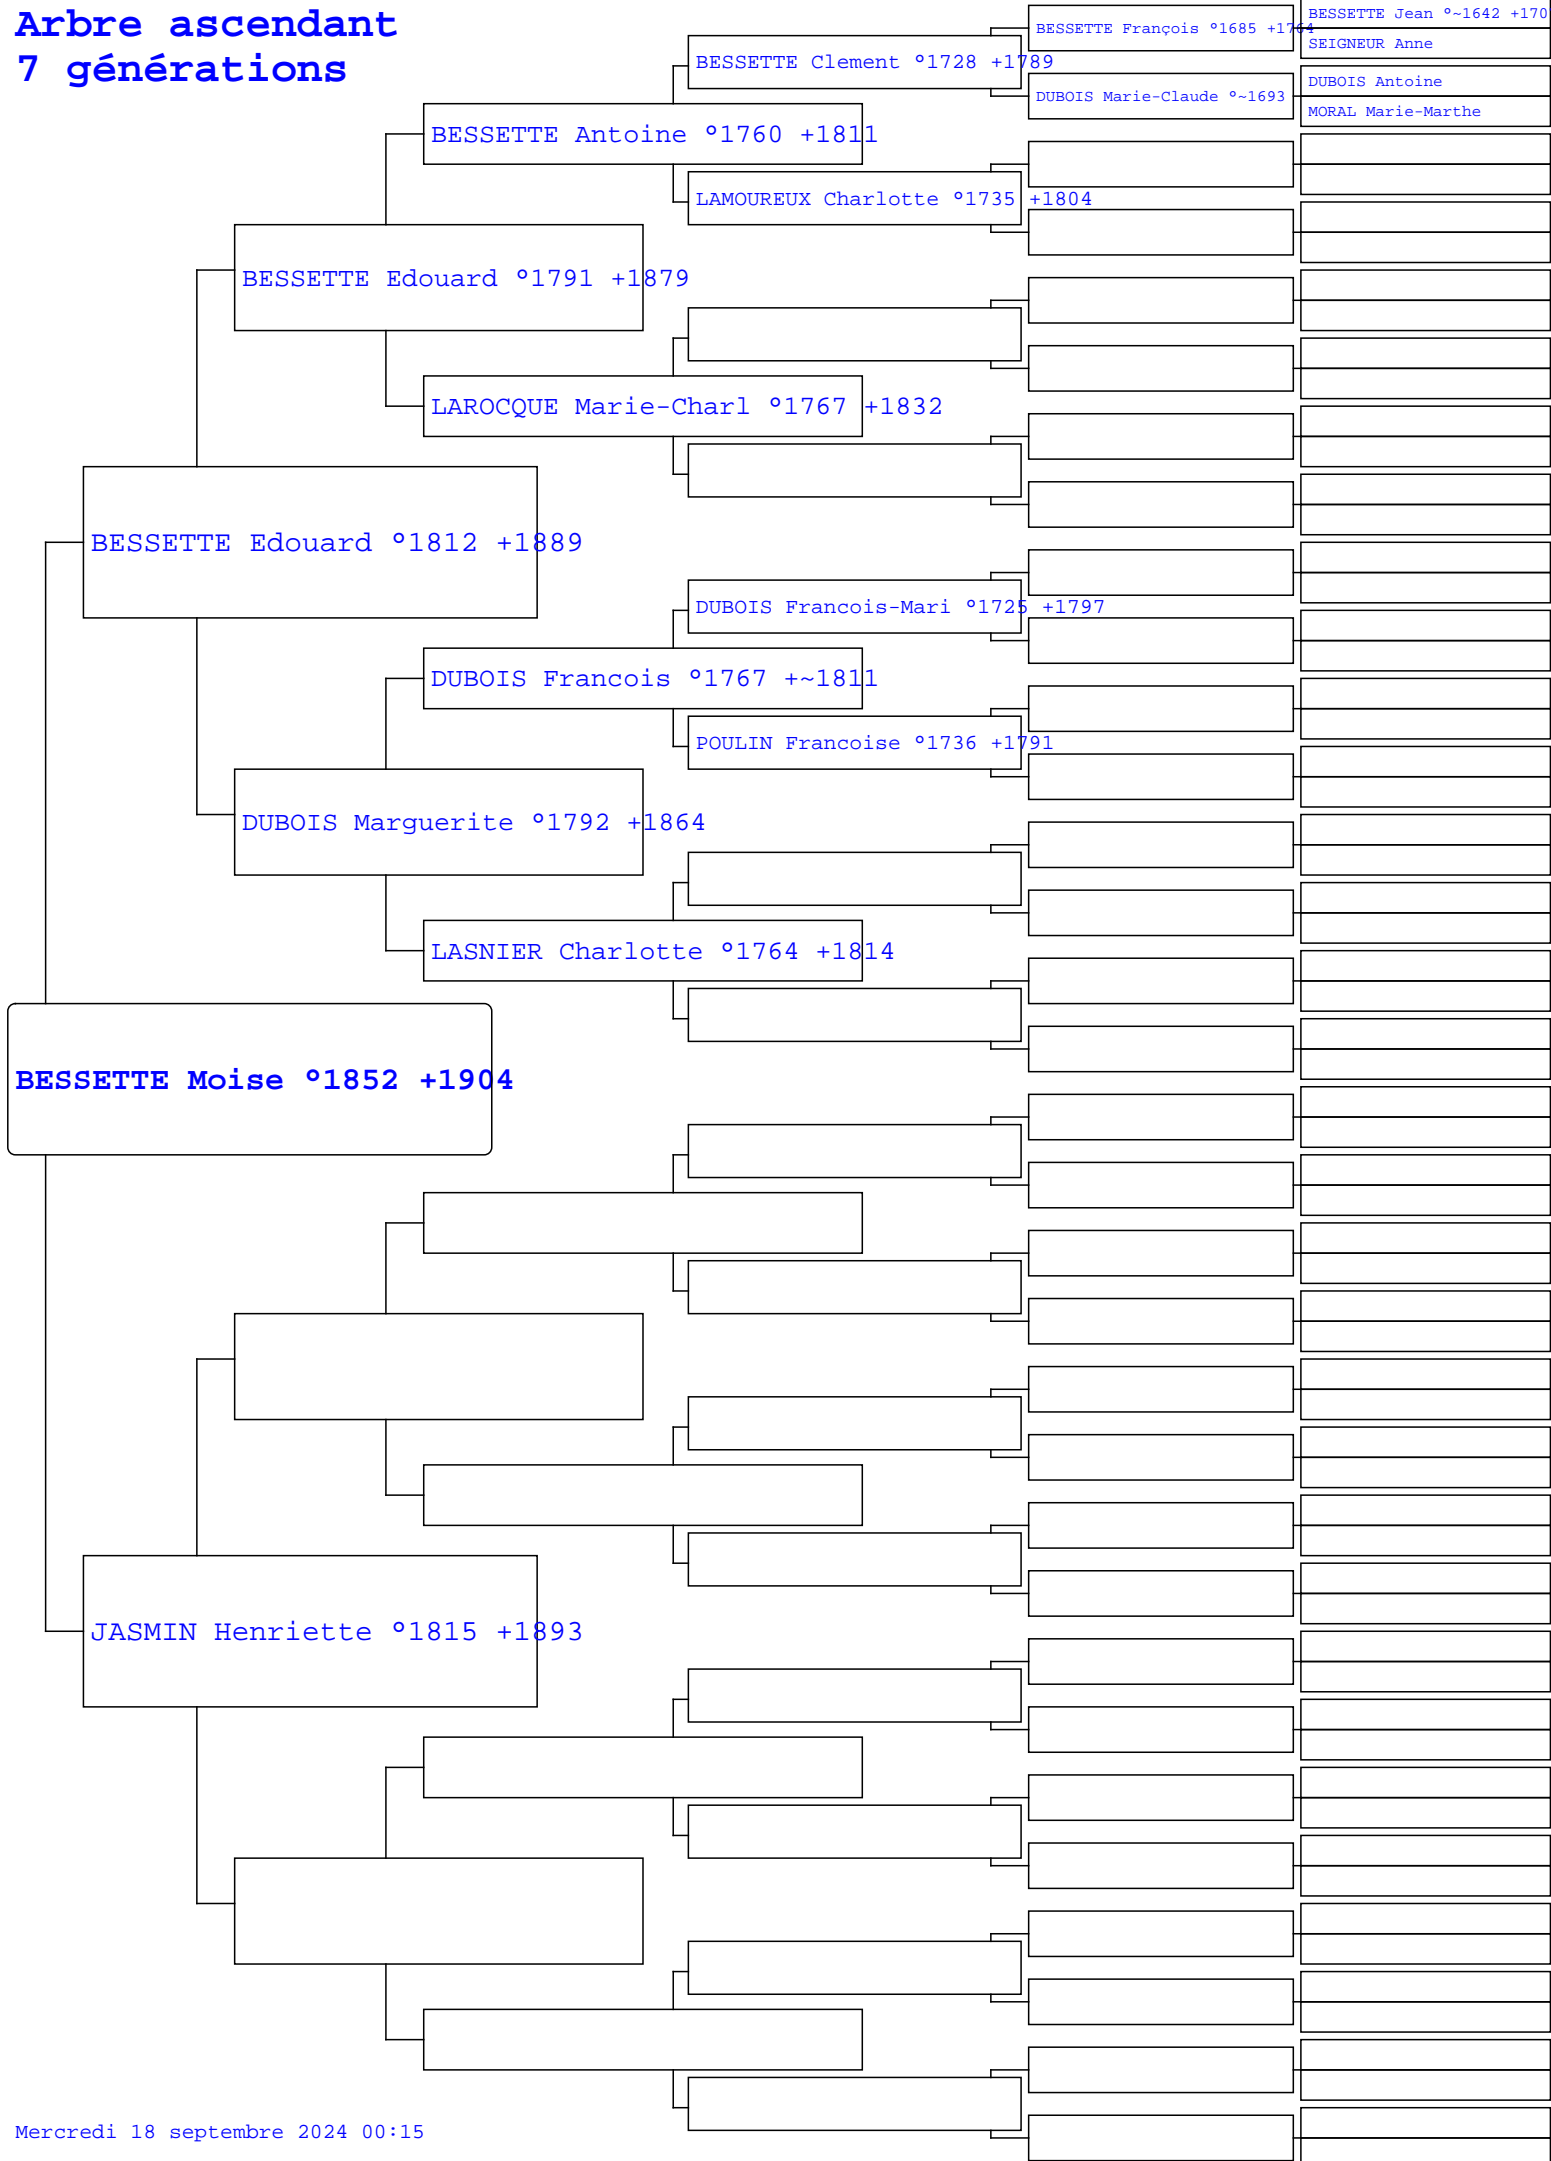 Arbre ascendant
7 générations
BESSETTE Jean °~1642 +170
BESSETTE François °1685 +1764
SEIGNEUR Anne
BESSETTE Clement °1728 +1789
DUBOIS Antoine
DUBOIS Marie-Claude °~1693
MORAL Marie-Marthe
BESSETTE Antoine °1760 +1811
LAMOUREUX Charlotte °1735 +1804
BESSETTE Edouard °1791 +1879
LAROCQUE Marie-Charl °1767 +1832
BESSETTE Edouard °1812 +1889
DUBOIS Francois-Mari °1725 +1797
DUBOIS Francois °1767 +~1811
POULIN Francoise °1736 +1791
DUBOIS Marguerite °1792 +1864
LASNIER Charlotte °1764 +1814
BESSETTE Moise °1852 +1904
JASMIN Henriette °1815 +1893
Mercredi 18 septembre 2024 00:15